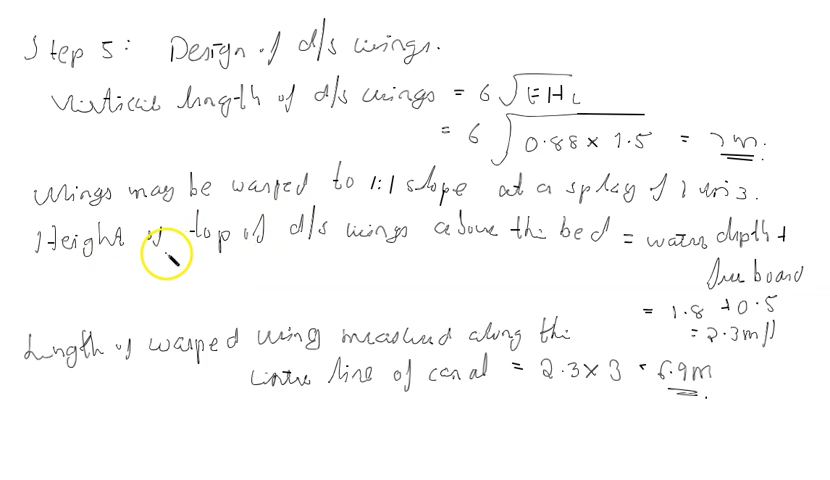 Step 5: Design of d/s wings.
Vertical length of d/s wings = 6 √EHL
= 6 √0.88 × 1.5 = 7m.
Wings may be warped to 1:1 slope at a splay of 1 in 3.
Height of top of d/s wings above the bed = water depth +
free board
= 1.8 + 0.5
= 2.3m //
Length of warped wing measured along the
centre line of canal = 2.3 × 3 = 6.9m